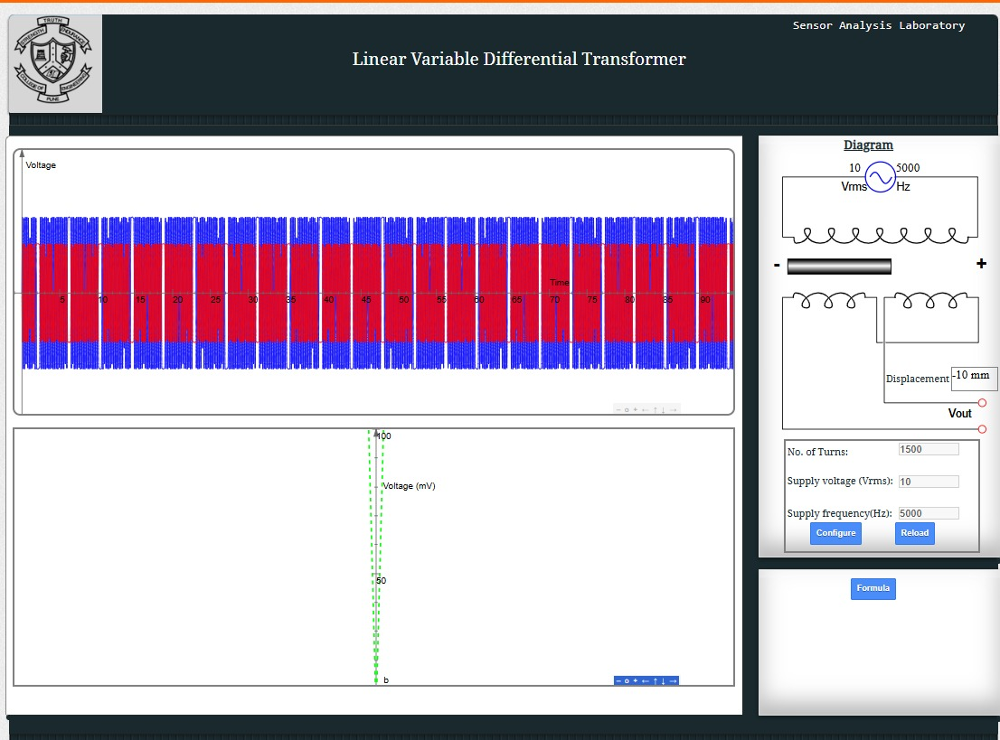 TRUTH
STRENGTH
ENDURANCE
COLLEGE OF
ENGINEERING
PUNE
Sensor Analysis Laboratory
Linear Variable Differential Transformer
Voltage
Time
5 10 15 20 25 30 35 40 45 50 55 60 65 70 75 80 85 90
− o + ← ↑ ↓ →
100
Voltage (mV)
50
b
− o + ← ↑ ↓ →
Diagram
10 5000
Vrms Hz
- +
Displacement -10 mm
Vout
No. of Turns: 1500
Supply voltage (Vrms): 10
Supply frequency(Hz): 5000
Configure Reload
Formula